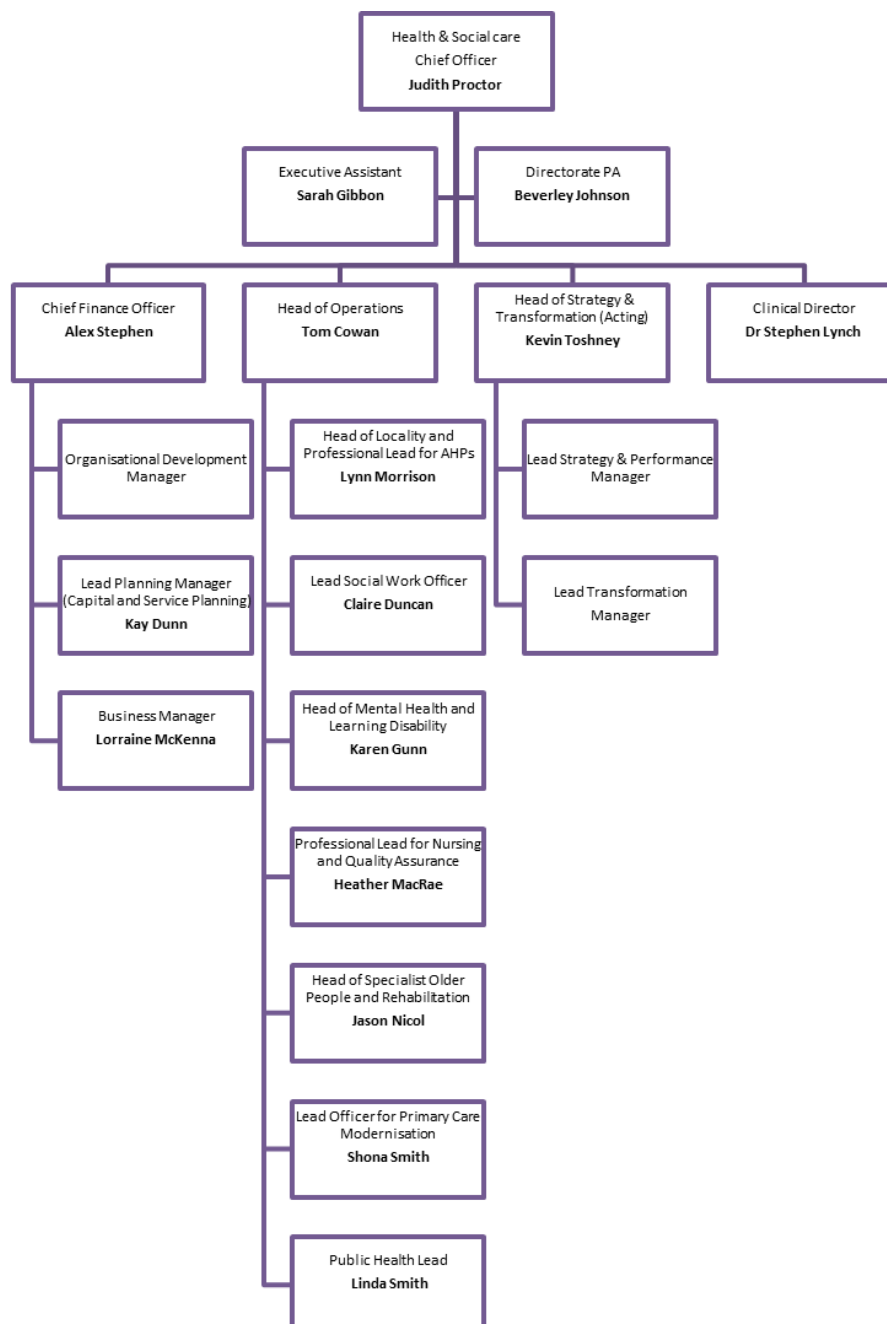 Health & Social care
Chief Officer
Judith Proctor
Executive Assistant
Sarah Gibbon
Directorate PA
Beverley Johnson
Chief Finance Officer
Alex Stephen
Head of Operations
Tom Cowan
Head of Strategy &
Transformation (Acting)
Kevin Toshney
Clinical Director
Dr Stephen Lynch
Organisational Development
Manager
Lead Planning Manager
(Capital and Service Planning)
Kay Dunn
Business Manager
Lorraine McKenna
Head of Locality and
Professional Lead for AHPs
Lynn Morrison
Lead Social Work Officer
Claire Duncan
Head of Mental Health and
Learning Disability
Karen Gunn
Professional Lead for Nursing
and Quality Assurance
Heather MacRae
Head of Specialist Older
People and Rehabilitation
Jason Nicol
Lead Officer for Primary Care
Modernisation
Shona Smith
Public Health Lead
Linda Smith
Lead Strategy & Performance
Manager
Lead Transformation
Manager